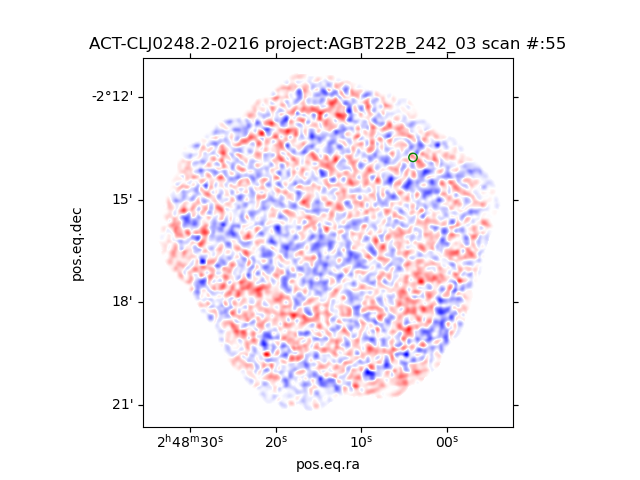 ACT-CLJ0248.2-0216 project:AGBT22B_242_03 scan #:55
-2°12'
15'
18'
21'
pos.eq.dec
2ʰ48ᵐ30ˢ 20ˢ 10ˢ 00ˢ
pos.eq.ra